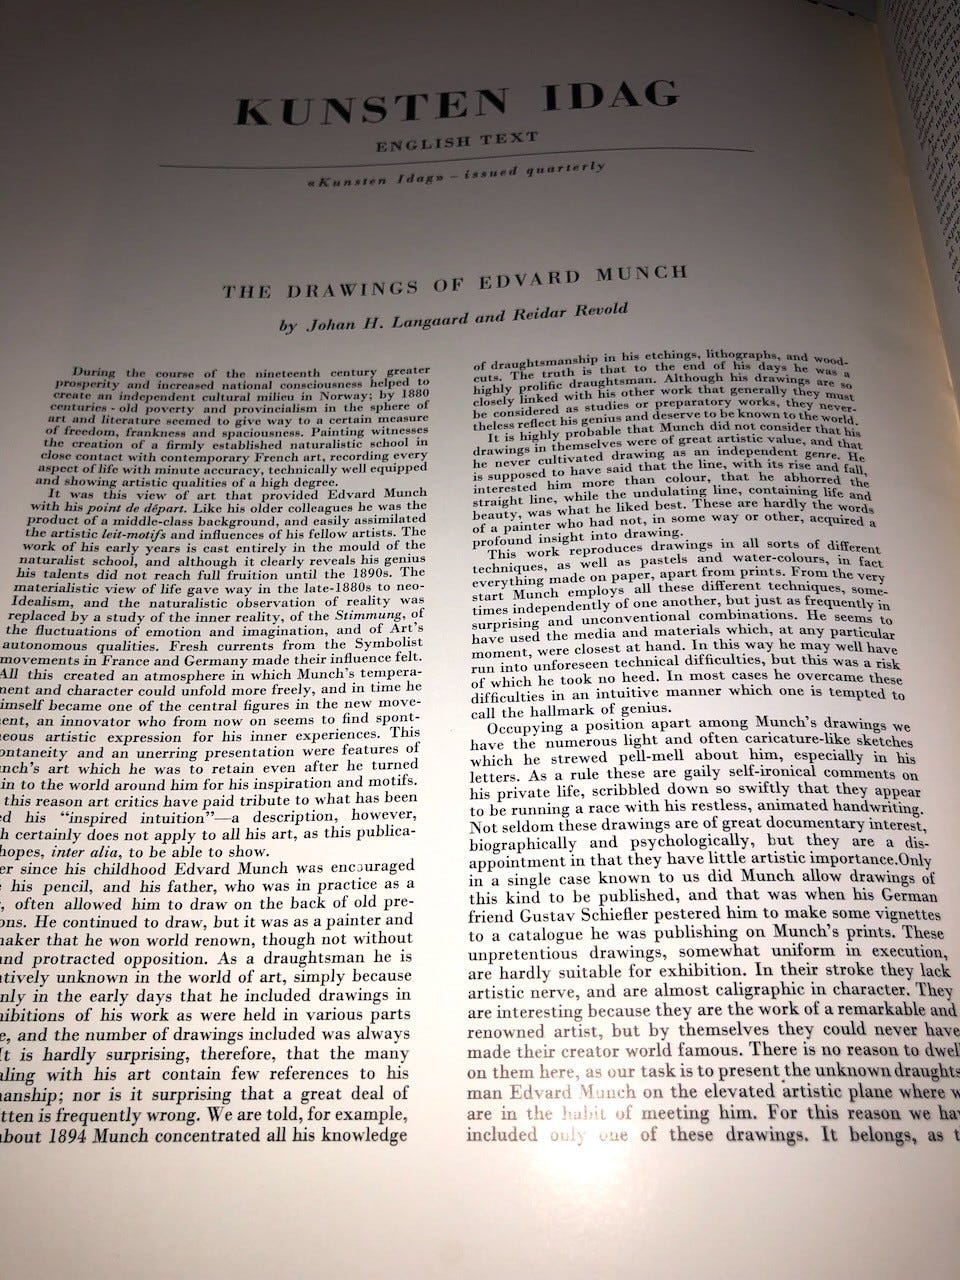 KUNSTEN IDAG
ENGLISH TEXT
«Kunsten Idag» – issued quarterly
THE DRAWINGS OF EDVARD MUNCH
by Johan H. Langaard and Reidar Revold
During the course of the nineteenth century greater
prosperity and increased national consciousness helped to
create an independent cultural milieu in Norway; by 1880
centuries - old poverty and provincialism in the sphere of
art and literature seemed to give way to a certain measure
of freedom, frankness and spaciousness. Painting witnesses
the creation of a firmly established naturalistic school in
close contact with contemporary French art, recording every
aspect of life with minute accuracy, technically well equipped
and showing artistic qualities of a high degree.
It was this view of art that provided Edvard Munch
with his point de départ. Like his older colleagues he was the
product of a middle-class background, and easily assimilated
the artistic leit-motifs and influences of his fellow artists. The
work of his early years is cast entirely in the mould of the
naturalist school, and although it clearly reveals his genius
his talents did not reach full fruition until the 1890s. The
materialistic view of life gave way in the late-1880s to neo-
Idealism, and the naturalistic observation of reality was
replaced by a study of the inner reality, of the Stimmung, of
the fluctuations of emotion and imagination, and of Art's
autonomous qualities. Fresh currents from the Symbolist
movements in France and Germany made their influence felt.
All this created an atmosphere in which Munch's tempera-
ment and character could unfold more freely, and in time he
imself became one of the central figures in the new move-
ent, an innovator who from now on seems to find spont-
eous artistic expression for his inner experiences. This
ontaneity and an unerring presentation were features of
unch's art which he was to retain even after he turned
in to the world around him for his inspiration and motifs.
this reason art critics have paid tribute to what has been
ed his "inspired intuition"—a description, however,
h certainly does not apply to all his art, as this publica-
hopes, inter alia, to be able to show.
er since his childhood Edvard Munch was encouraged
his pencil, and his father, who was in practice as a
, often allowed him to draw on the back of old pre-
ons. He continued to draw, but it was as a painter and
maker that he won world renown, though not without
and protracted opposition. As a draughtsman he is
atively unknown in the world of art, simply because
nly in the early days that he included drawings in
hibitions of his work as were held in various parts
e, and the number of drawings included was always
It is hardly surprising, therefore, that the many
aling with his art contain few references to his
manship; nor is it surprising that a great deal of
tten is frequently wrong. We are told, for example,
about 1894 Munch concentrated all his knowledge
of draughtsmanship in his etchings, lithographs, and wood-
cuts. The truth is that to the end of his days he was a
highly prolific draughtsman. Although his drawings are so
closely linked with his other work that generally they must
be considered as studies or preparatory works, they never-
theless reflect his genius and deserve to be known to the world.
It is highly probable that Munch did not consider that his
drawings in themselves were of great artistic value, and that
he never cultivated drawing as an independent genre. He
is supposed to have said that the line, with its rise and fall,
interested him more than colour, that he abhorred the
straight line, while the undulating line, containing life and
beauty, was what he liked best. These are hardly the words
of a painter who had not, in some way or other, acquired a
profound insight into drawing.
This work reproduces drawings in all sorts of different
techniques, as well as pastels and water-colours, in fact
everything made on paper, apart from prints. From the very
start Munch employs all these different techniques, some-
times independently of one another, but just as frequently in
surprising and unconventional combinations. He seems to
have used the media and materials which, at any particular
moment, were closest at hand. In this way he may well have
run into unforeseen technical difficulties, but this was a risk
of which he took no heed. In most cases he overcame these
difficulties in an intuitive manner which one is tempted to
call the hallmark of genius.
Occupying a position apart among Munch's drawings we
have the numerous light and often caricature-like sketches
which he strewed pell-mell about him, especially in his
letters. As a rule these are gaily self-ironical comments on
his private life, scribbled down so swiftly that they appear
to be running a race with his restless, animated handwriting.
Not seldom these drawings are of great documentary interest,
biographically and psychologically, but they are a dis-
appointment in that they have little artistic importance.Only
in a single case known to us did Munch allow drawings of
this kind to be published, and that was when his German
friend Gustav Schiefler pestered him to make some vignettes
to a catalogue he was publishing on Munch's prints. These
unpretentious drawings, somewhat uniform in execution,
are hardly suitable for exhibition. In their stroke they lack
artistic nerve, and are almost caligraphic in character. They
are interesting because they are the work of a remarkable and
renowned artist, but by themselves they could never have
made their creator world famous. There is no reason to dwell
on them here, as our task is to present the unknown draughts-
man Edvard Munch on the elevated artistic plane where w
are in the habit of meeting him. For this reason we hav
included only one of these drawings. It belongs, as t